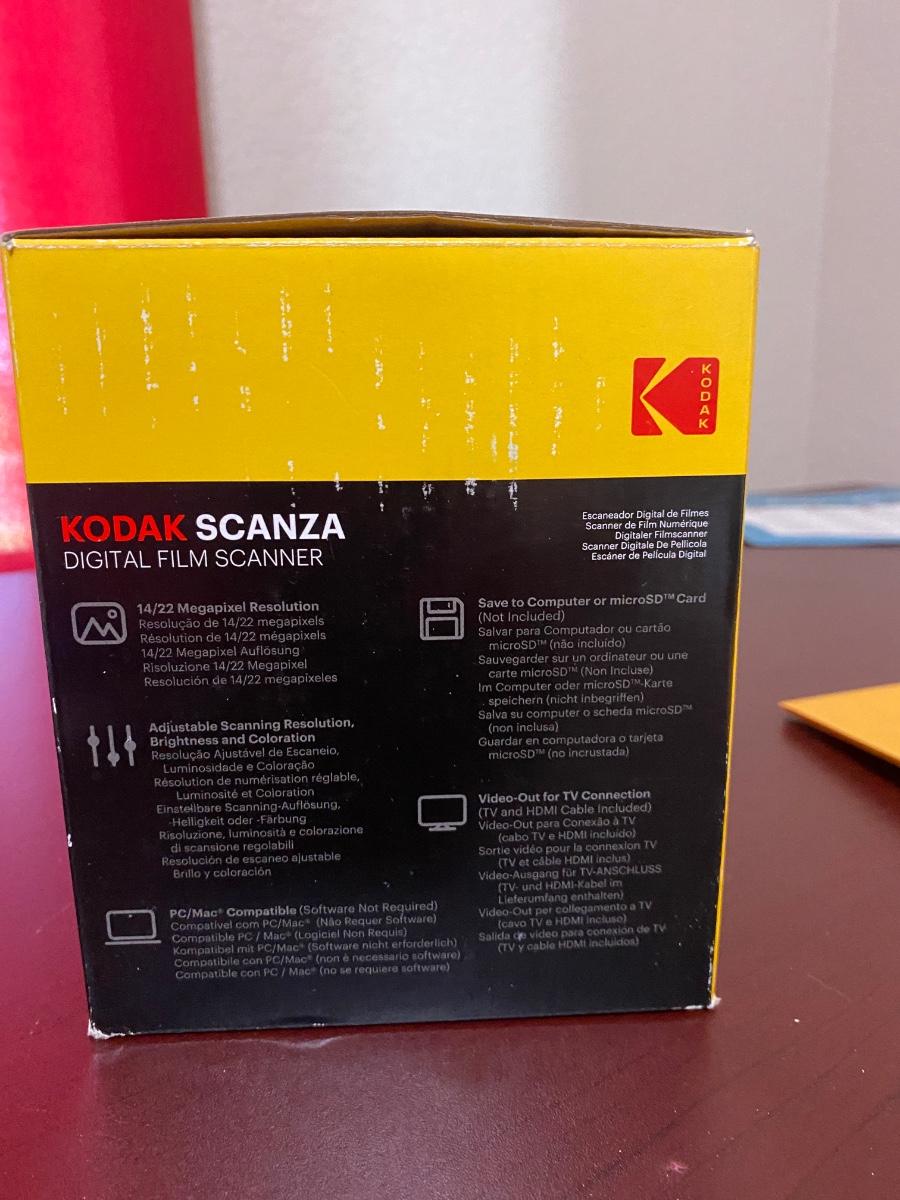 KODAK
KODAK SCANZA
DIGITAL FILM SCANNER
Escaneador Digital de Filmes
Scanner de Film Numérique
Digitaler Filmscanner
Scanner Digitale De Pellicola
Escáner de Película Digital
14/22 Megapixel Resolution
Resolução de 14/22 megapixels
Résolution de 14/22 mégapixels
14/22 Megapixel Auflösung
Risoluzione 14/22 Megapixel
Resolución de 14/22 megapíxeles
Adjustable Scanning Resolution,
Brightness and Coloration
Resolução Ajustável de Escaneio,
Luminosidade e Coloração
Résolution de numérisation réglable,
Luminosité et Coloration
Einstellbare Scanning-Auflösung,
-Helligkeit oder -Färbung
Risoluzione, luminosità e colorazione
di scansione regolabili
Resolución de escaneo ajustable
Brillo y coloración
PC/Mac® Compatible (Software Not Required)
Compatível com PC/Mac® (Não Requer Software)
Compatible PC / Mac® (Logiciel Non Requis)
Kompatibel mit PC/Mac® (Software nicht erforderlich)
Compatibile con PC/Mac® (non è necessario software)
Compatible con PC / Mac® (no se requiere software)
Save to Computer or microSD™ Card
(Not Included)
Salvar para Computador ou cartão
microSD™ (não incluído)
Sauvegarder sur un ordinateur ou une
carte microSD™ (Non Incluse)
Im Computer oder microSD™-Karte
speichern (nicht inbegriffen)
Salva su computer o scheda microSD™
(non inclusa)
Guardar en computadora o tarjeta
microSD™ (no incrustada)
Video-Out for TV Connection
(TV and HDMI Cable Included)
Video-Out para Conexão à TV
(cabo TV e HDMI incluído)
Sortie vidéo pour la connexion TV
(TV et câble HDMI inclus)
Video-Ausgang für TV-ANSCHLUSS
(TV- und HDMI-Kabel im
Lieferumfang enthalten)
Video-Out per collegamento a TV
(cavo TV e HDMI incluso)
Salida de video para conexión de TV
(TV y cable HDMI incluidos)